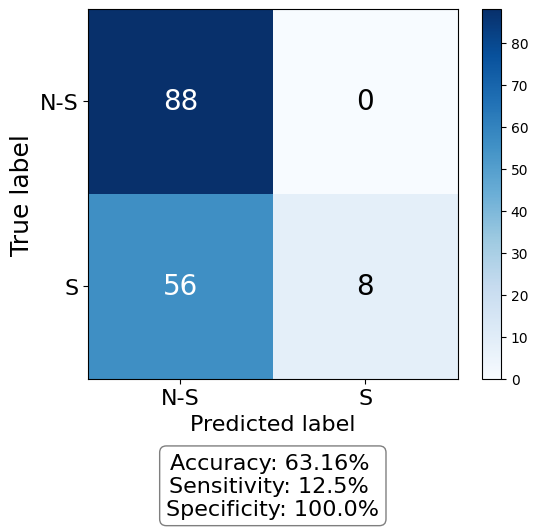 True label
N-S
88
0
S
56
8
N-S
S
Predicted label
80
70
60
50
40
30
20
10
0
Accuracy: 63.16%
Sensitivity: 12.5%
Specificity: 100.0%